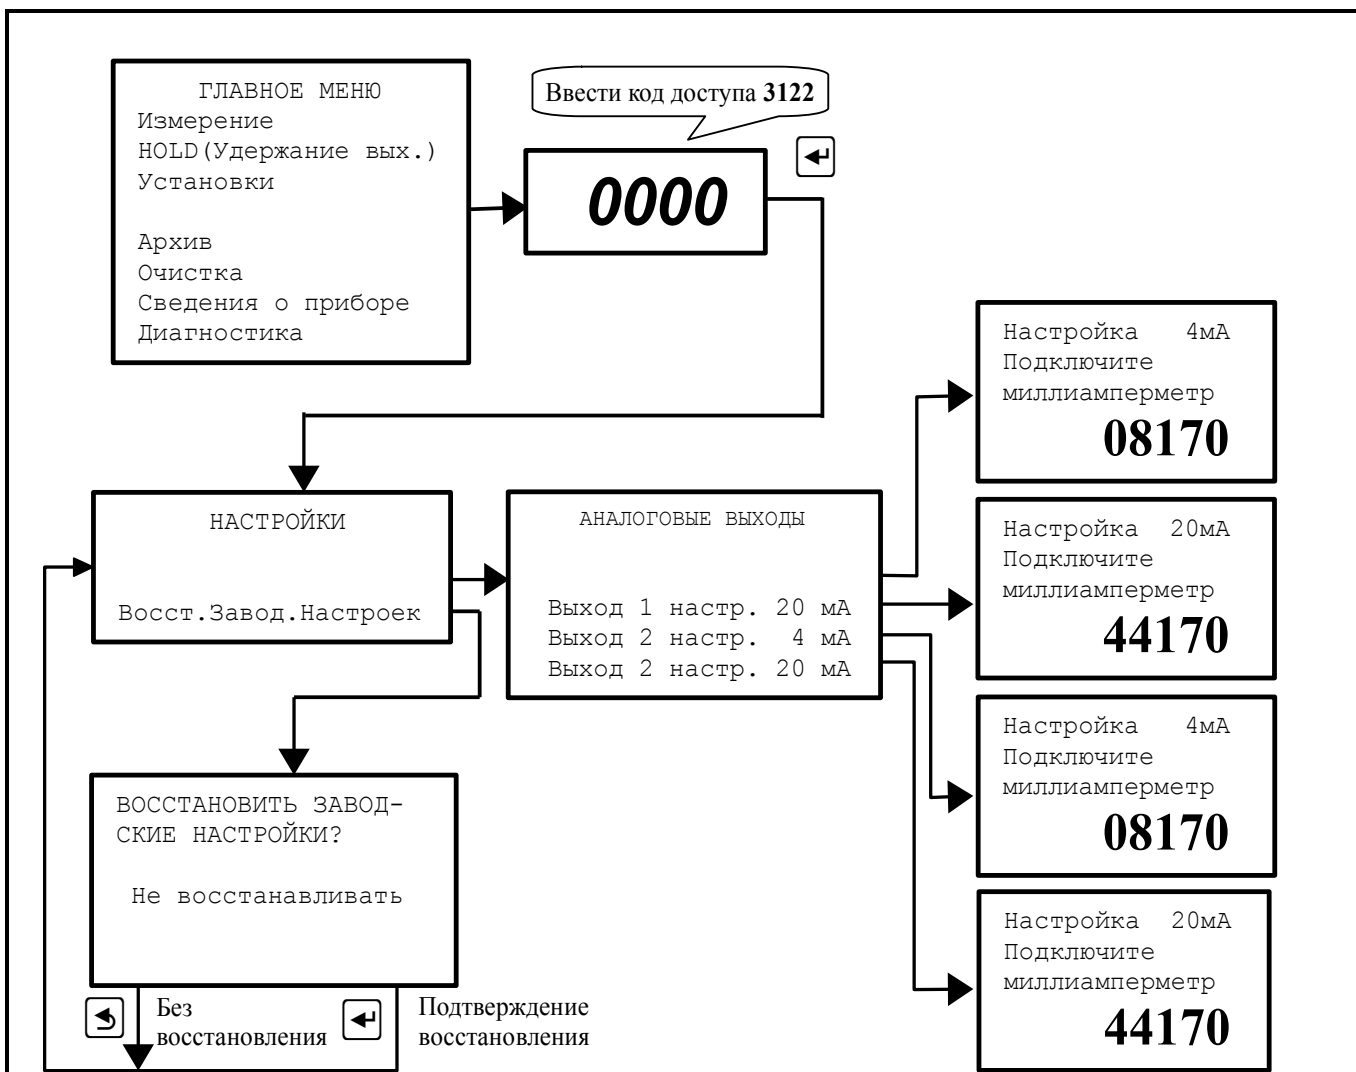 ГЛАВНОЕ МЕНЮ
Измерение
HOLD(Удержание вых.)
Установки
Архив
Очистка
Сведения о приборе
Диагностика
Ввести код доступа 3122
0000
НАСТРОЙКИ
Восст.Завод.Настроек
АНАЛОГОВЫЕ ВЫХОДЫ
Выход 1 настр. 20 мА
Выход 2 настр. 4 мА
Выход 2 настр. 20 мА
Настройка 4мА
Подключите
миллиамперметр
08170
Настройка 20мА
Подключите
миллиамперметр
44170
Настройка 4мА
Подключите
миллиамперметр
08170
Настройка 20мА
Подключите
миллиамперметр
44170
ВОССТАНОВИТЬ ЗАВОД-
СКИЕ НАСТРОЙКИ?
Не восстанавливать
Без
восстановления
Подтверждение
восстановления